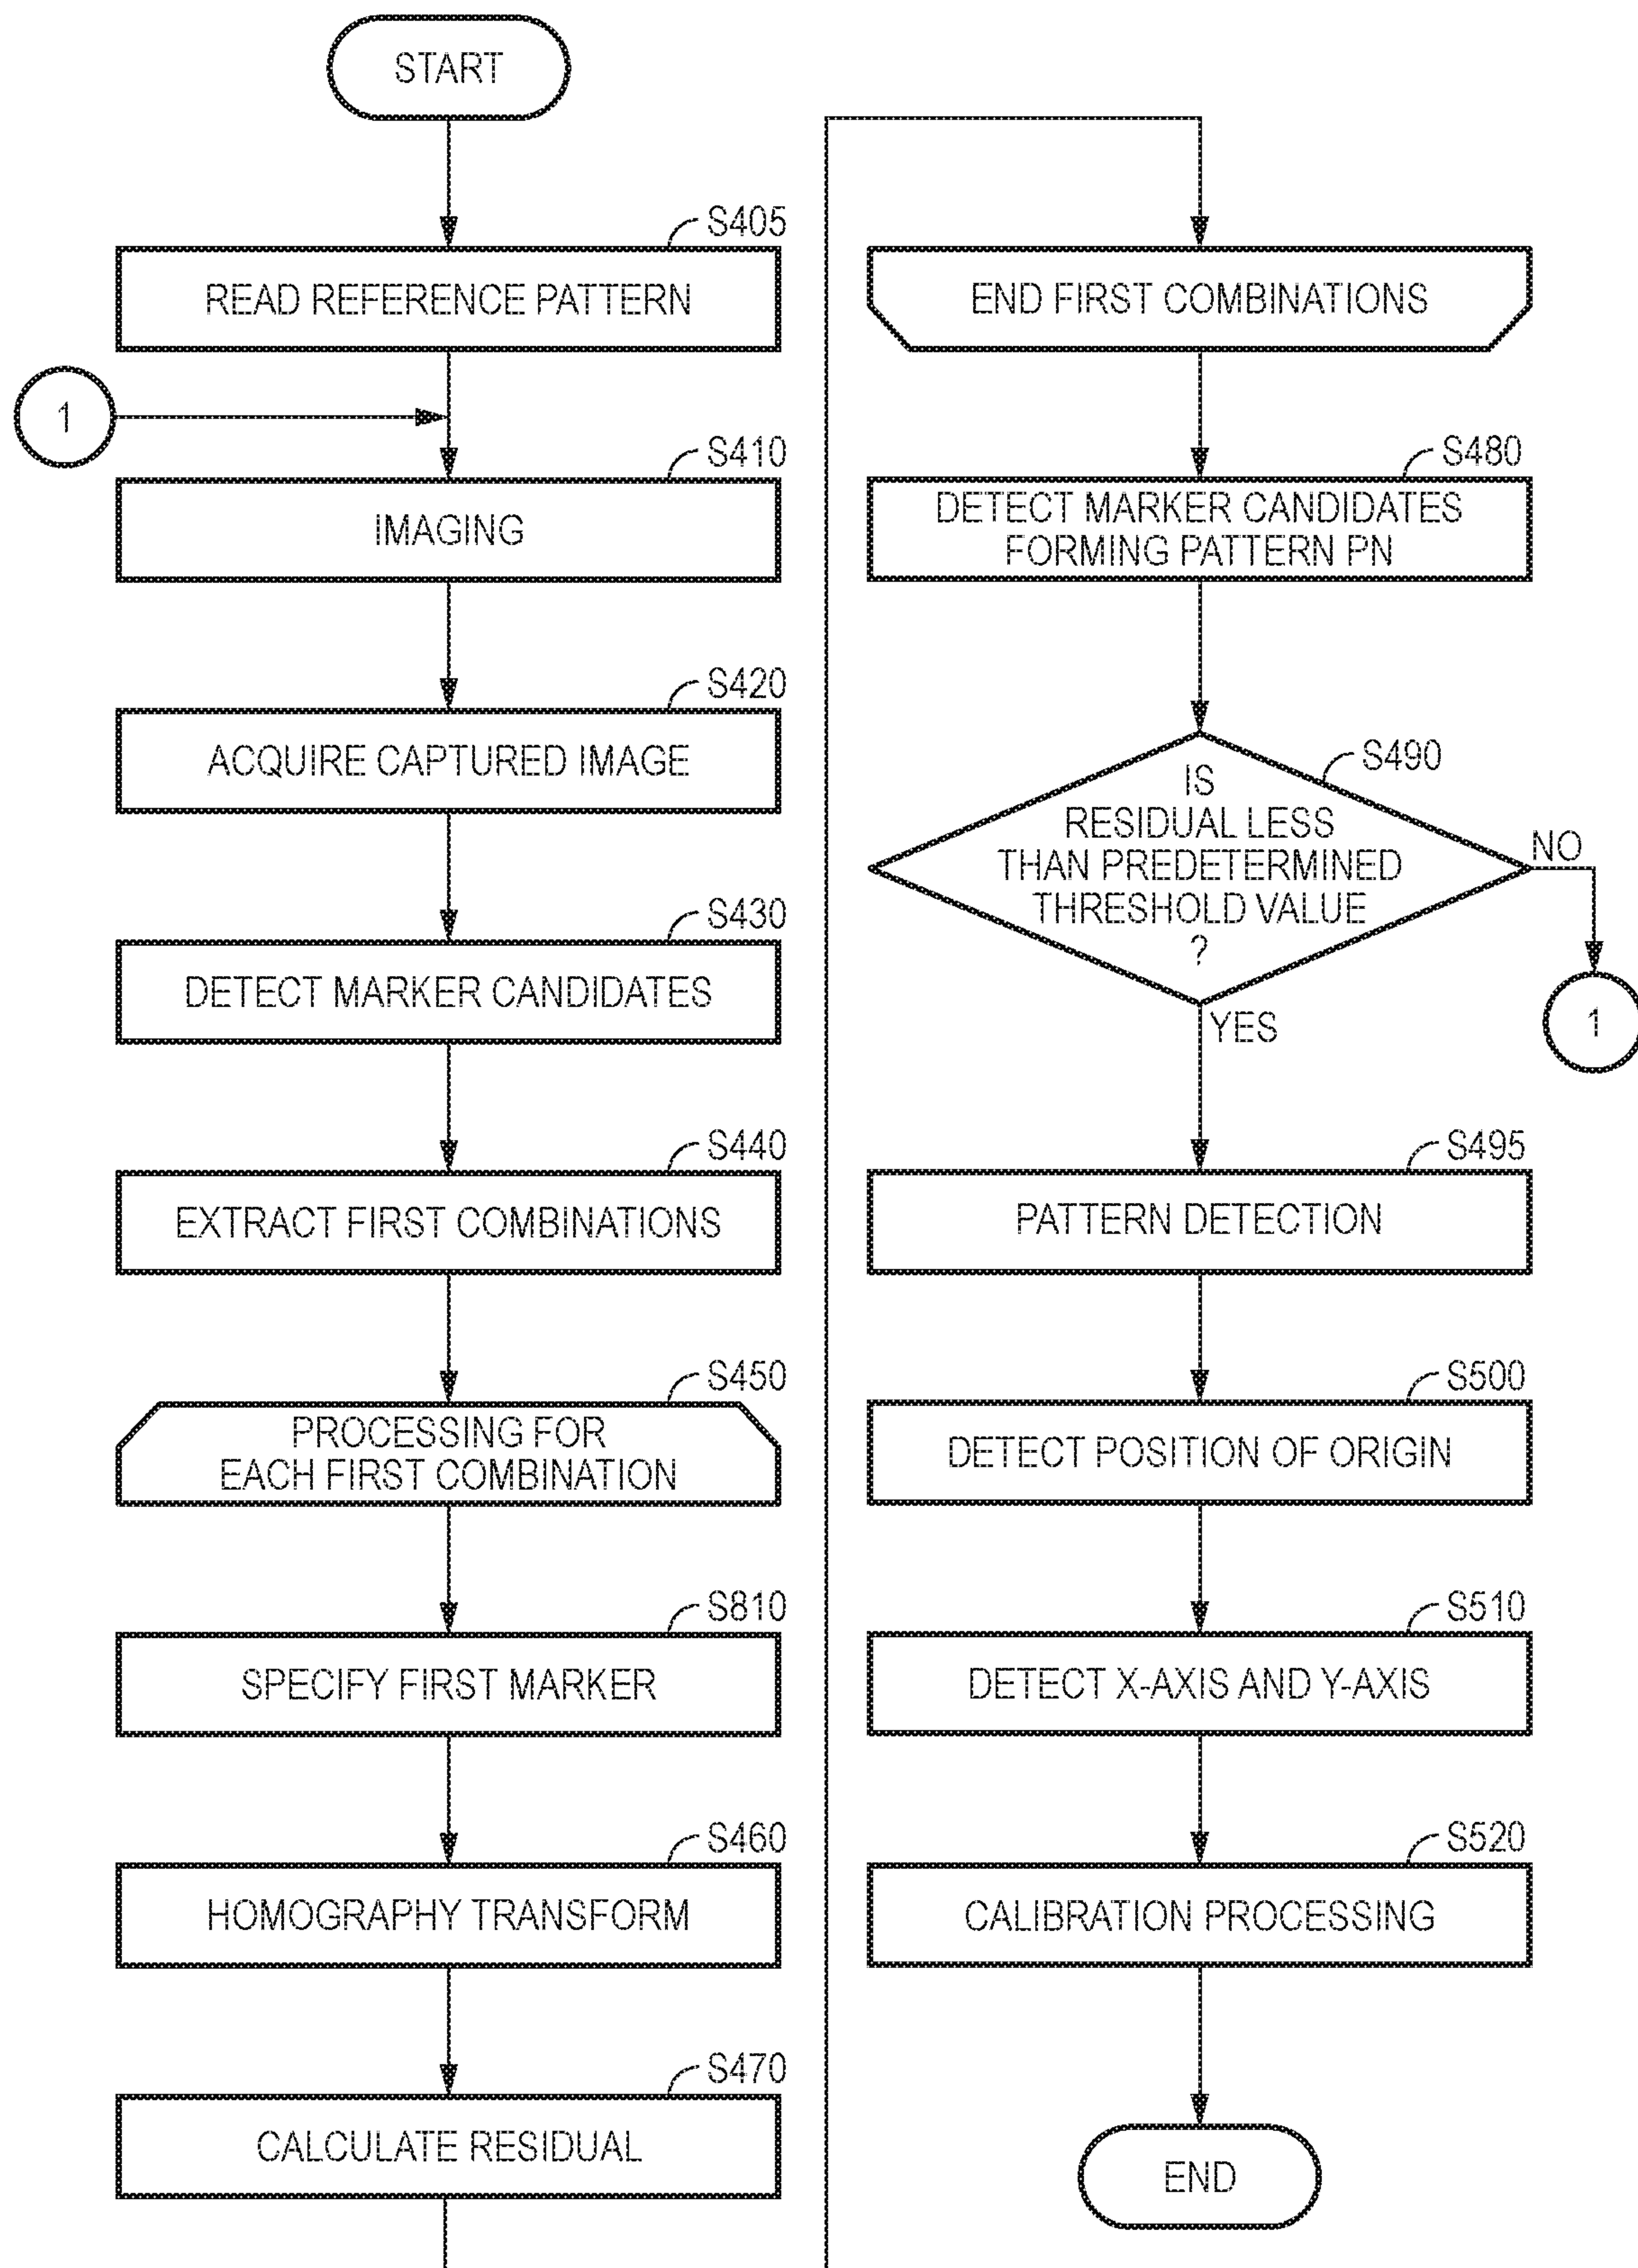 START
S405
READ REFERENCE PATTERN
1
S410
IMAGING
S420
ACQUIRE CAPTURED IMAGE
S430
DETECT MARKER CANDIDATES
S440
EXTRACT FIRST COMBINATIONS
S450
PROCESSING FOR
EACH FIRST COMBINATION
S810
SPECIFY FIRST MARKER
S460
HOMOGRAPHY TRANSFORM
S470
CALCULATE RESIDUAL
END FIRST COMBINATIONS
S480
DETECT MARKER CANDIDATES
FORMING PATTERN PN
S490
IS
RESIDUAL LESS
THAN PREDETERMINED
THRESHOLD VALUE
?
NO
1
YES
S495
PATTERN DETECTION
S500
DETECT POSITION OF ORIGIN
S510
DETECT X-AXIS AND Y-AXIS
S520
CALIBRATION PROCESSING
END